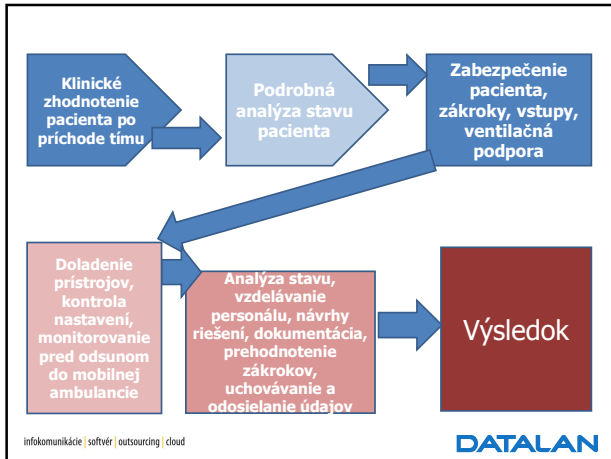 Klinické
zhodnotenie
pacienta po
príchode tímu
Podrobná
analýza stavu
pacienta
Zabezpečenie
pacienta,
zákroky, vstupy,
ventilačná
podpora
Doladenie
prístrojov,
kontrola
nastavení,
monitorovanie
pred odsunom
do mobilnej
ambulancie
Analýza stavu,
vzdelávanie
personálu, návrhy
riešení, dokumentácia,
prehodnotenie
zákrokov,
uchovávanie a
odosielanie údajov
Výsledok
infokomunikácie | softvér | outsourcing | cloud
DATALAN